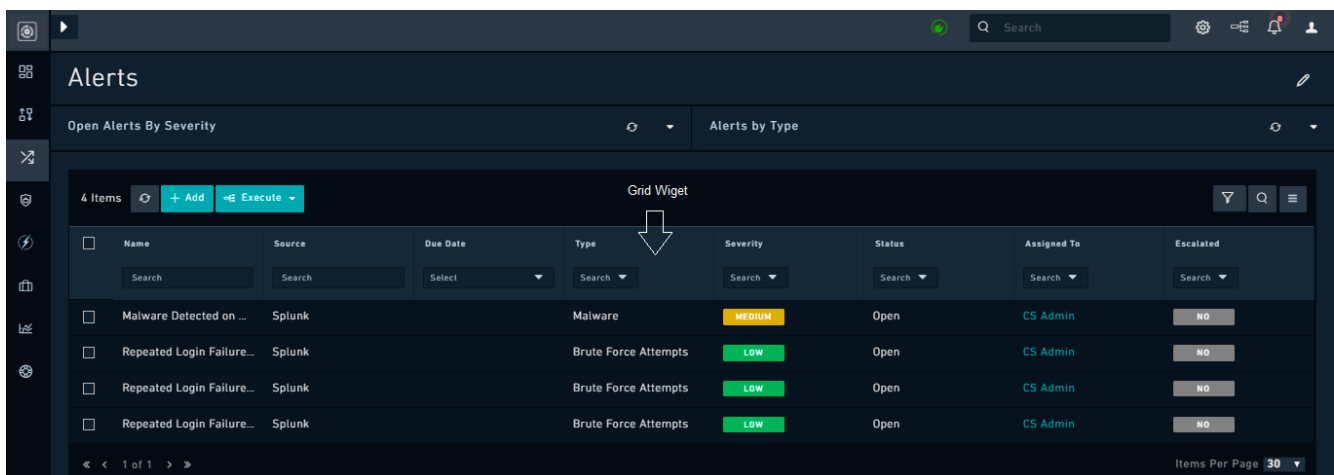 Search
Alerts
Open Alerts By Severity Alerts by Type
4 Items + Add Execute Grid Wiget
Name Source Due Date Type Severity Status Assigned To Escalated
Search Search Select Search Search Search Search Search
Malware Detected on ... Splunk Malware MEDIUM Open CS Admin NO
Repeated Login Failure... Splunk Brute Force Attempts LOW Open CS Admin NO
Repeated Login Failure... Splunk Brute Force Attempts LOW Open CS Admin NO
Repeated Login Failure... Splunk Brute Force Attempts LOW Open CS Admin NO
« < 1 of 1 > » Items Per Page 30